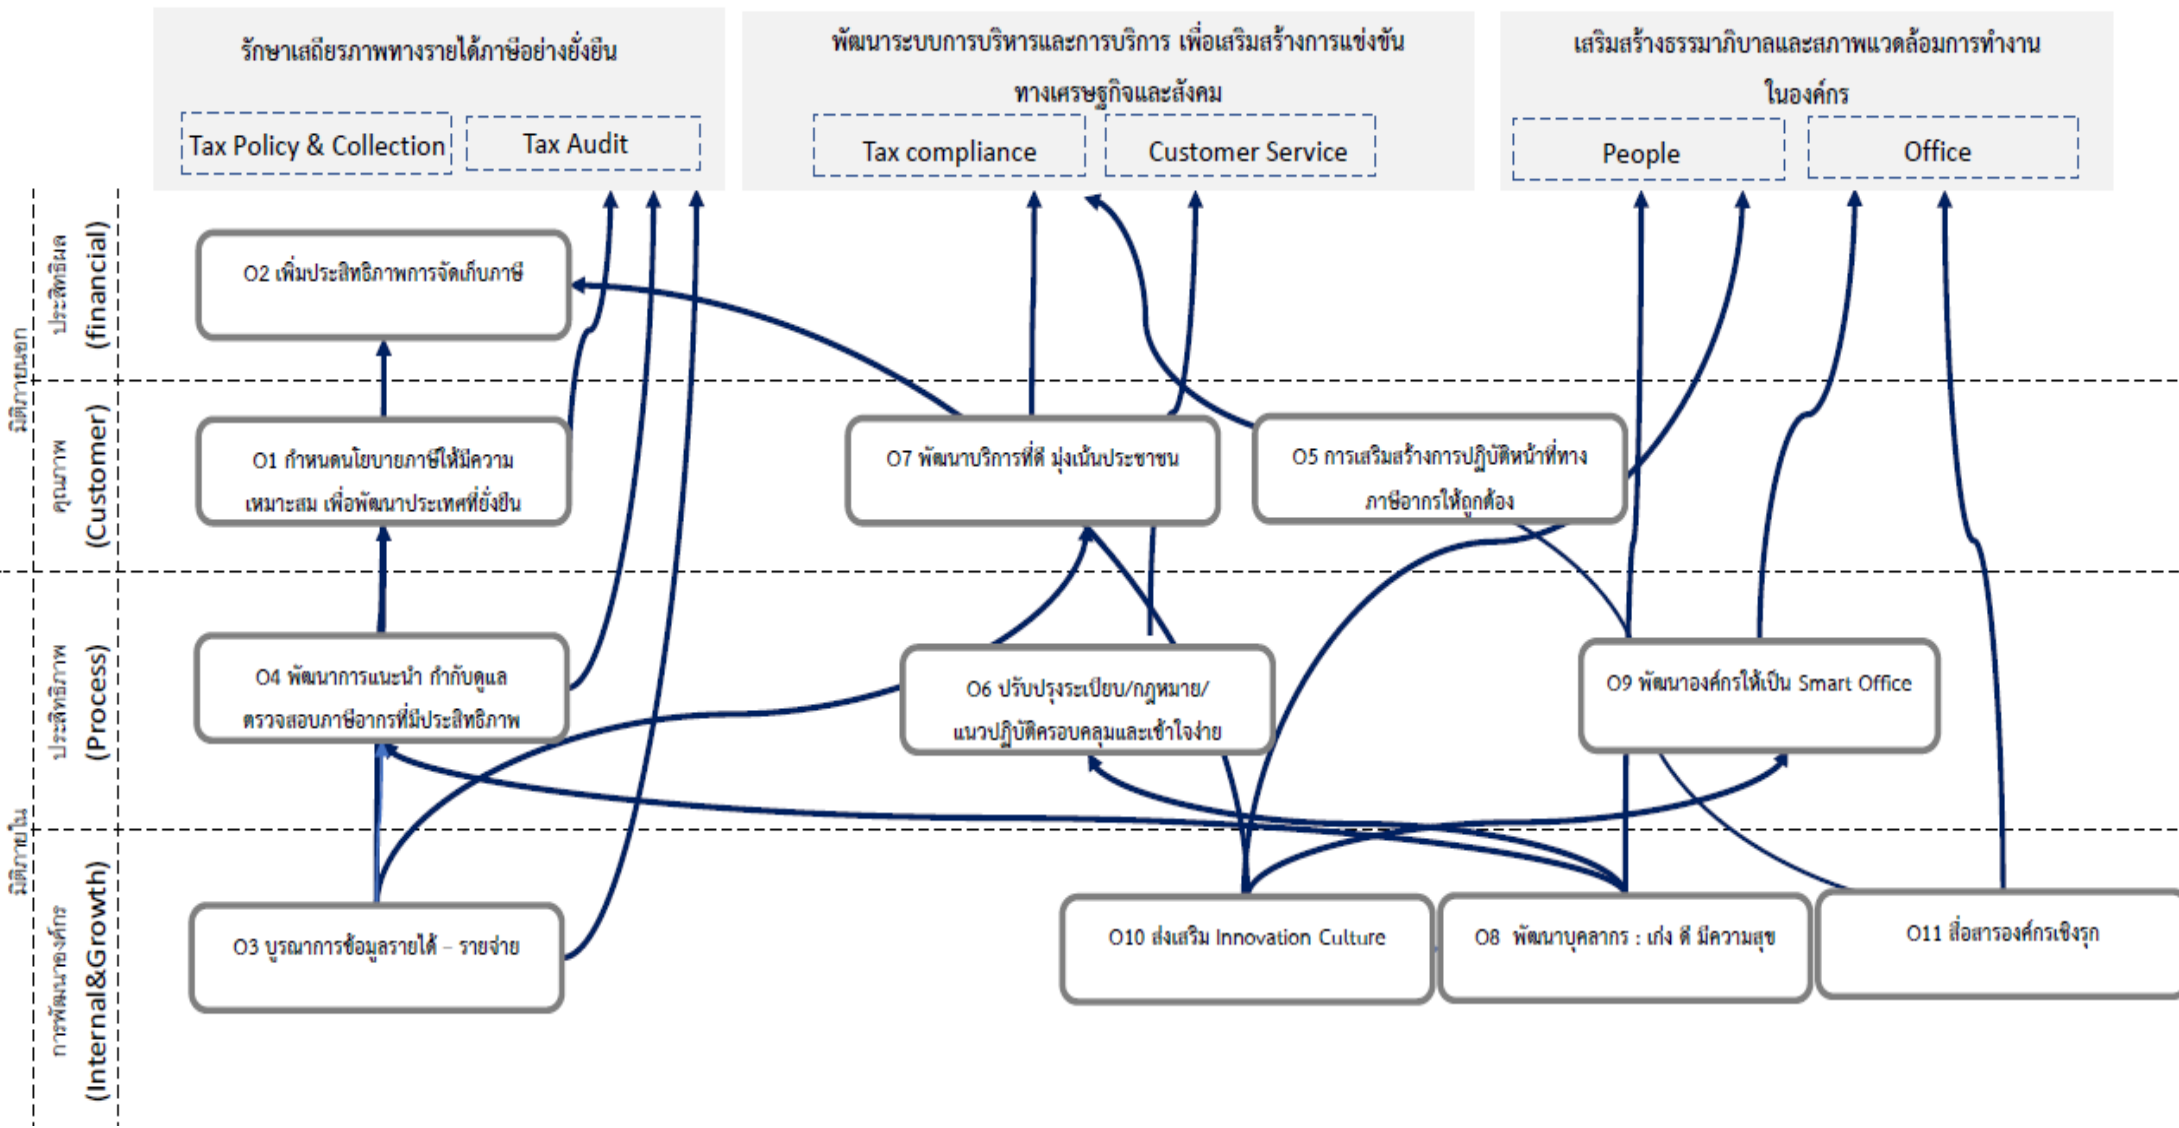 รักษาเสถียรภาพทางรายได้ภาษีอย่างยั่งยืน
Tax Policy & Collection
Tax Audit
พัฒนาระบบการบริหารและการบริการ เพื่อเสริมสร้างการแข่งขัน
ทางเศรษฐกิจและสังคม
Tax compliance
Customer Service
เสริมสร้างธรรมาภิบาลและสภาพแวดล้อมการทำงาน
ในองค์กร
People
Office
มิติภายนอก
ประสิทธิผล
(financial)
O2 เพิ่มประสิทธิภาพการจัดเก็บภาษี
คุณภาพ
(Customer)
O1 กำหนดนโยบายภาษีให้มีความ
เหมาะสม เพื่อพัฒนาประเทศที่ยั่งยืน
O7 พัฒนาบริการที่ดี มุ่งเน้นประชาชน
O5 การเสริมสร้างการปฏิบัติหน้าที่ทาง
ภาษีอากรให้ถูกต้อง
มิติภายใน
ประสิทธิภาพ
(Process)
O4 พัฒนาการแนะนำ กำกับดูแล
ตรวจสอบภาษีอากรที่มีประสิทธิภาพ
O6 ปรับปรุงระเบียบ/กฎหมาย/
แนวปฏิบัติครอบคลุมและเข้าใจง่าย
O9 พัฒนาองค์กรให้เป็น Smart Office
การพัฒนาองค์กร
(Internal&Growth)
O3 บูรณาการข้อมูลรายได้ – รายจ่าย
O10 ส่งเสริม Innovation Culture
O8 พัฒนาบุคลากร : เก่ง ดี มีความสุข
O11 สื่อสารองค์กรเชิงรุก